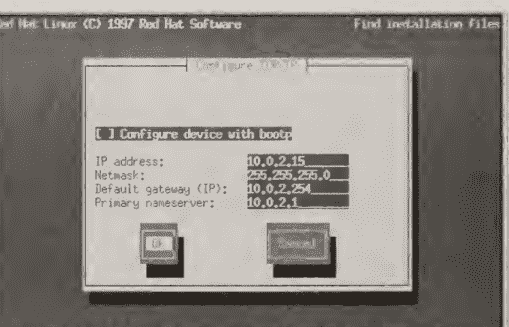 Red Hat Linux (C) 1997 Red Hat Software Find installation files
Configure TCP/IP
[ ] Configure device with bootp
IP address: 10.0.2.15
Netmask: 255.255.255.0
Default gateway (IP): 10.0.2.254
Primary nameserver: 10.0.2.1
Ok Cancel